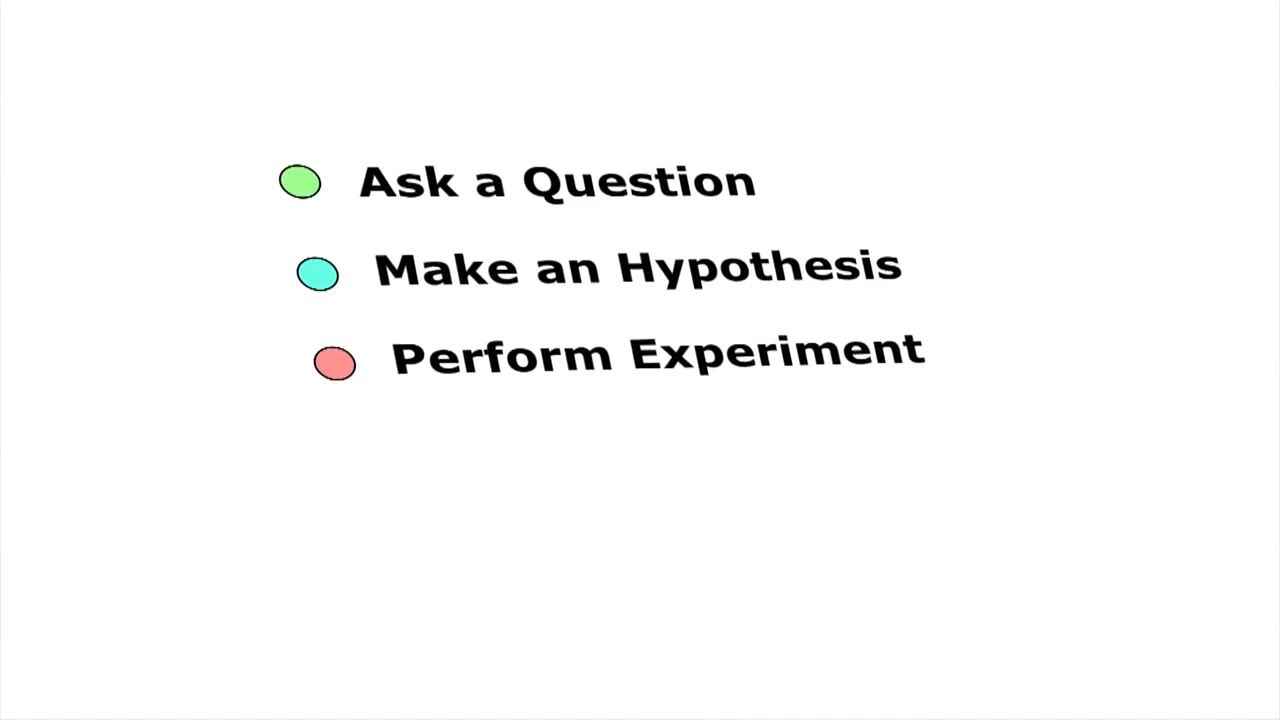 Ask a Question
Make an Hypothesis
Perform Experiment